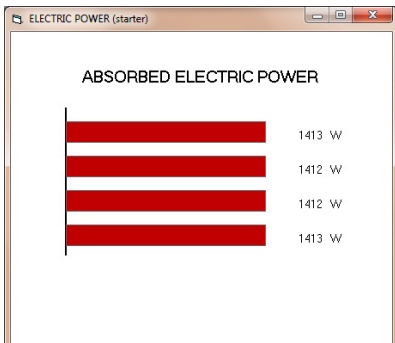 ELECTRIC POWER (starter)
ABSORBED ELECTRIC POWER
1413 W
1412 W
1412 W
1413 W